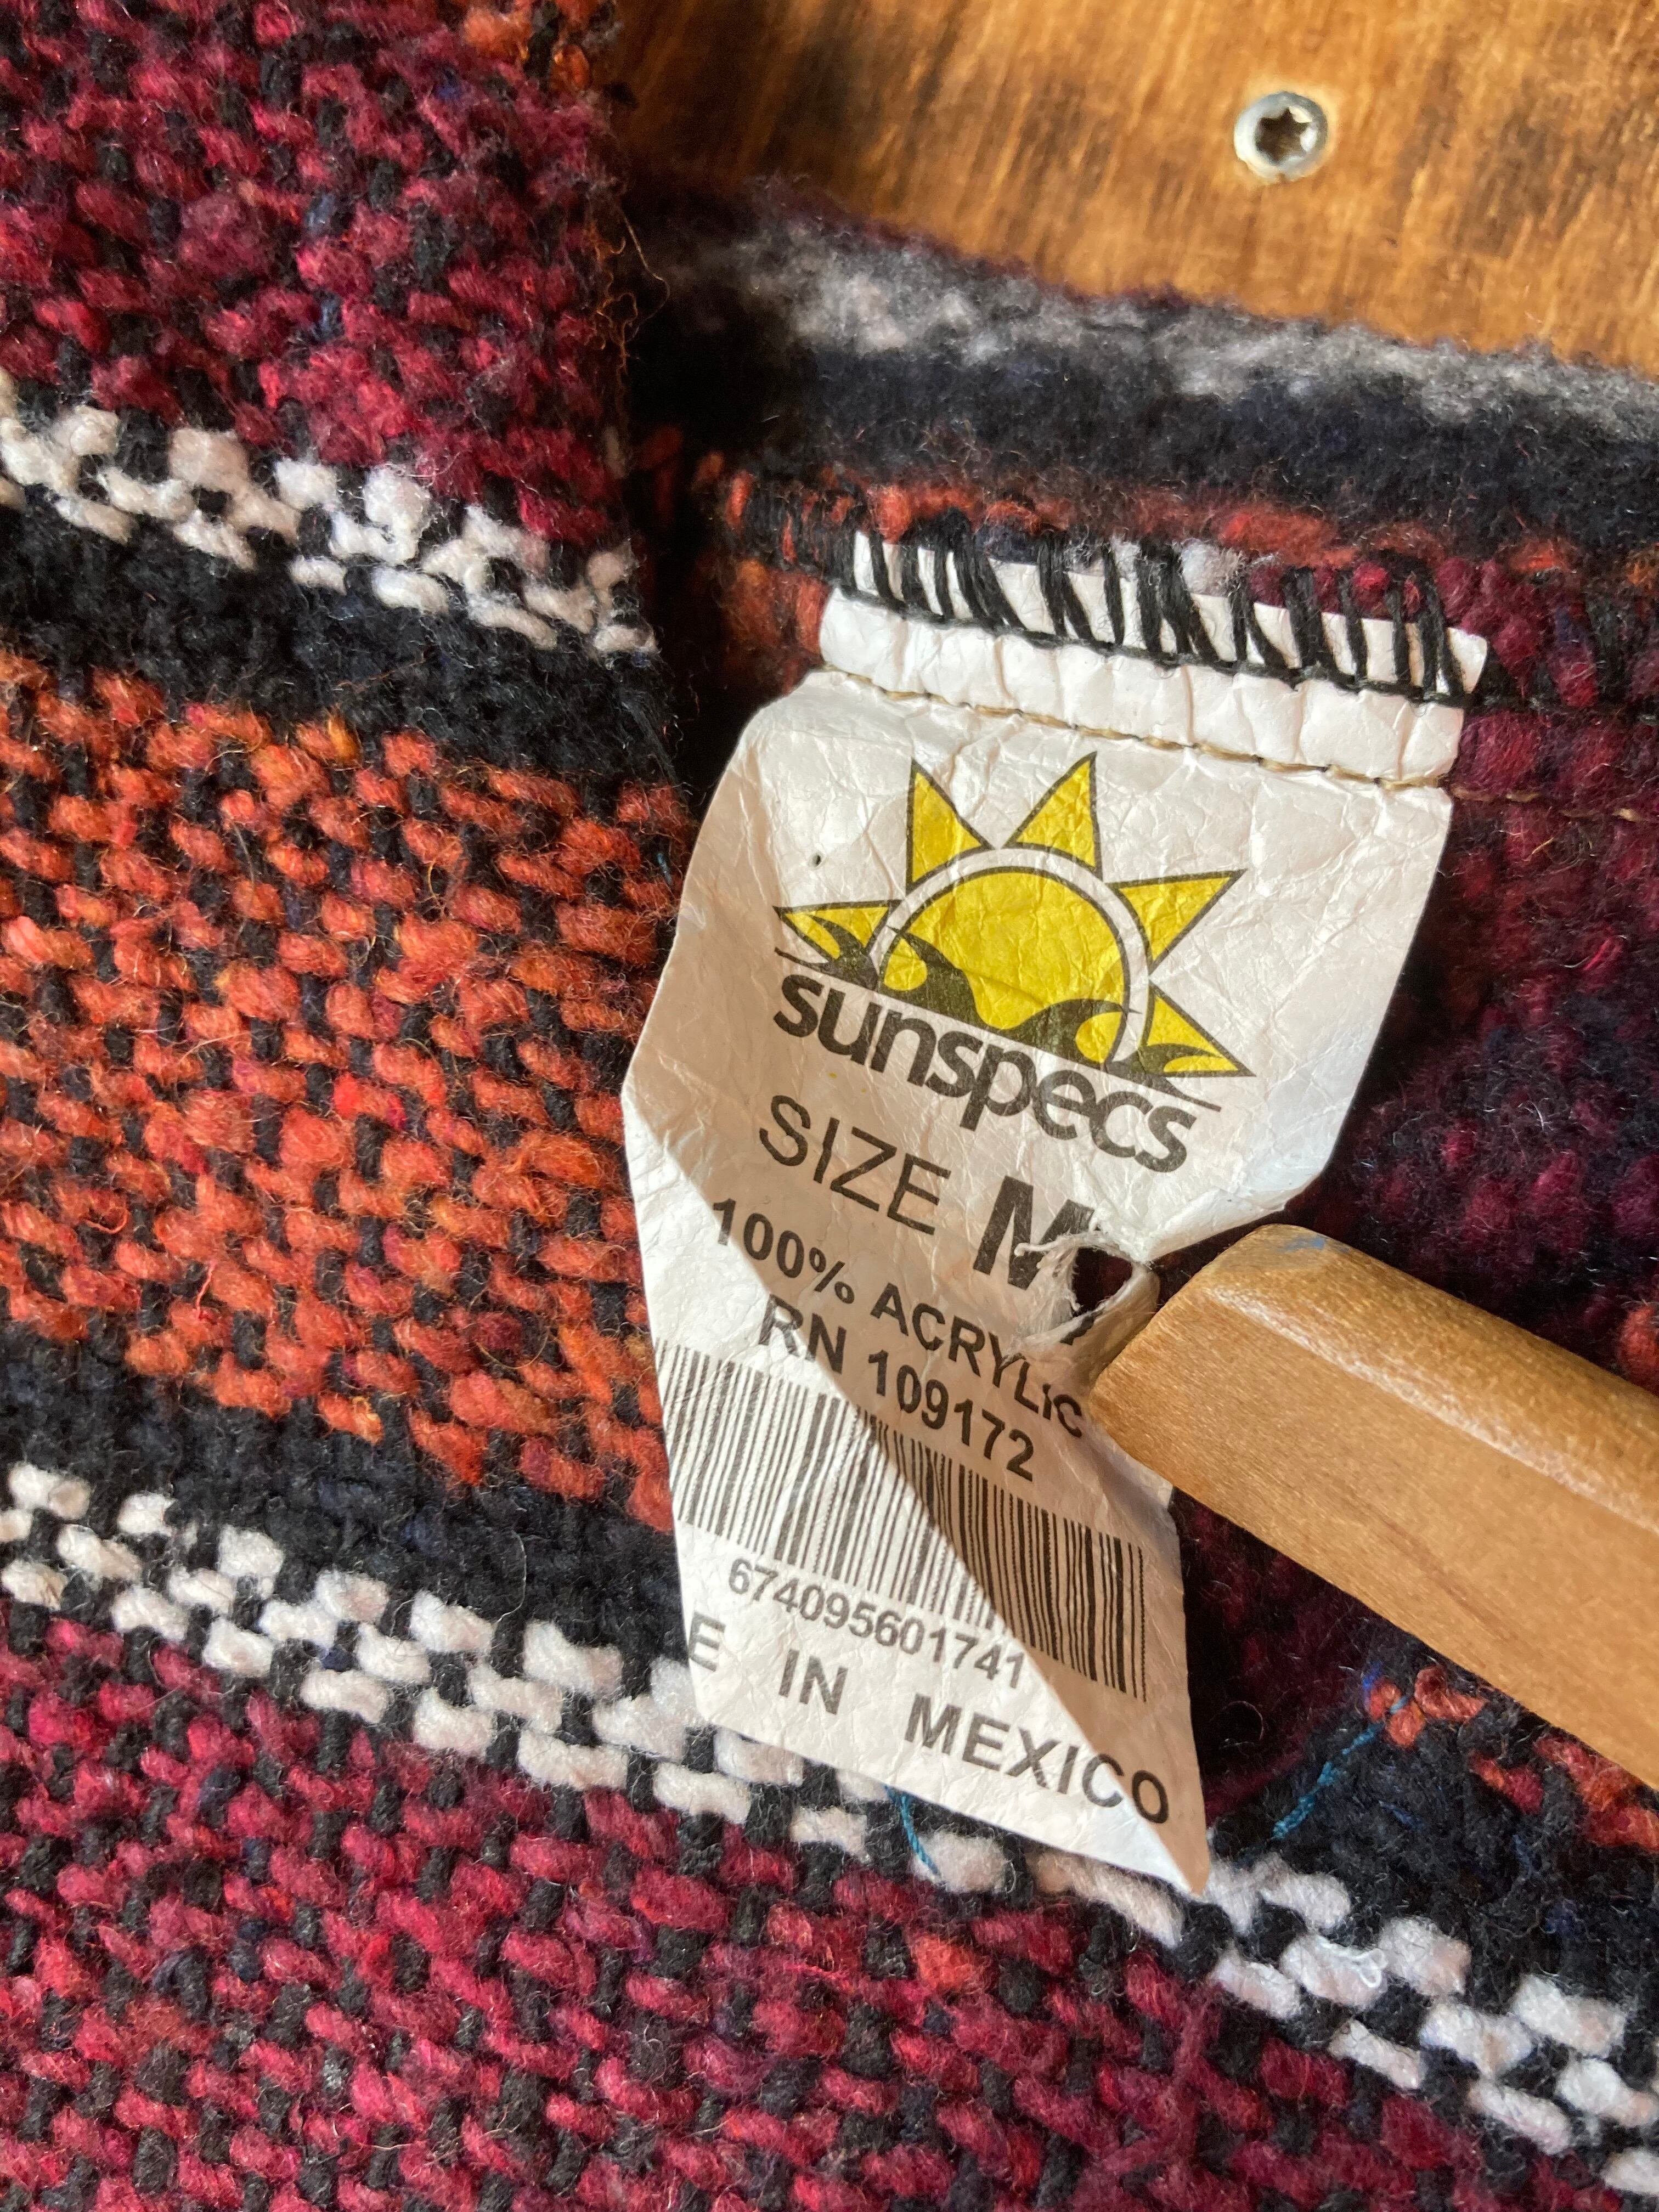 sunspecs
SIZE M
100% ACRYLIC
RN 109172
674095601741
E IN MEXICO